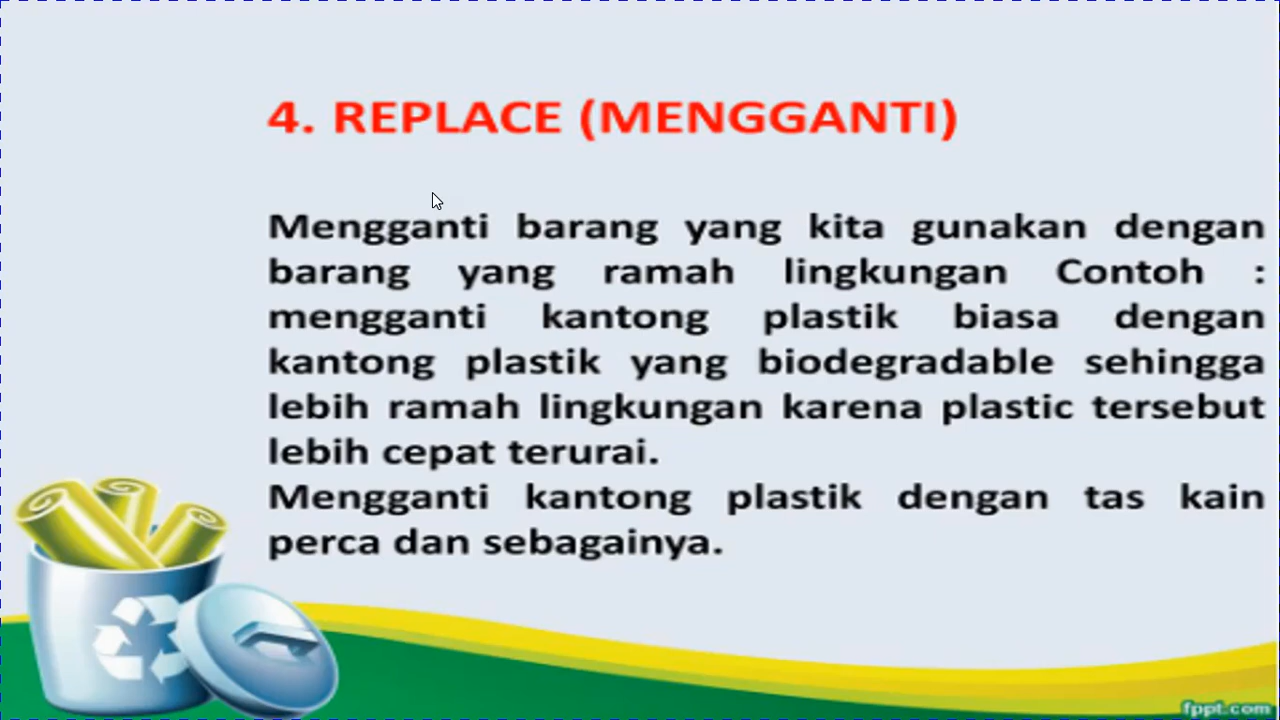 4. REPLACE (MENGGANTI)
Mengganti barang yang kita gunakan dengan
barang yang ramah lingkungan Contoh :
mengganti kantong plastik biasa dengan
kantong plastik yang biodegradable sehingga
lebih ramah lingkungan karena plastic tersebut
lebih cepat terurai.
Mengganti kantong plastik dengan tas kain
perca dan sebagainya.
fppt.com